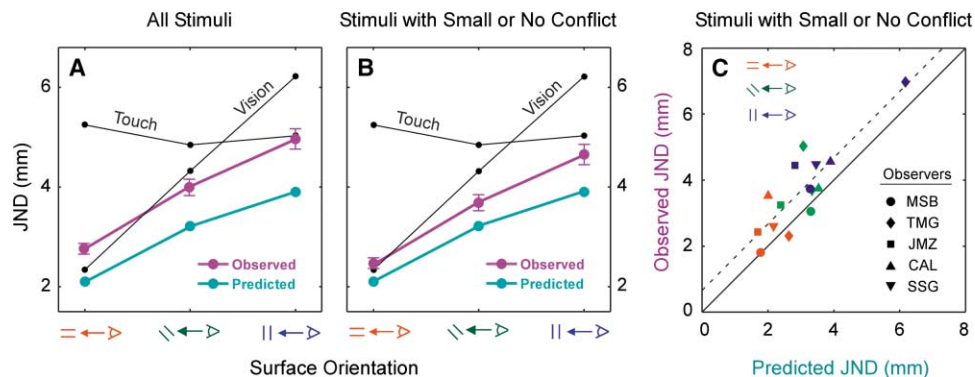 All Stimuli
Stimuli with Small or No Conflict
Stimuli with Small or No Conflict
A
Touch
Vision
Observed
Predicted
JND (mm)
6
4
2
B
Touch
Vision
Observed
Predicted
6
4
2
Surface Orientation
C
Observed JND (mm)
8
6
4
2
0
Observers
MSB
TMG
JMZ
CAL
SSG
0 2 4 6 8
Predicted JND (mm)